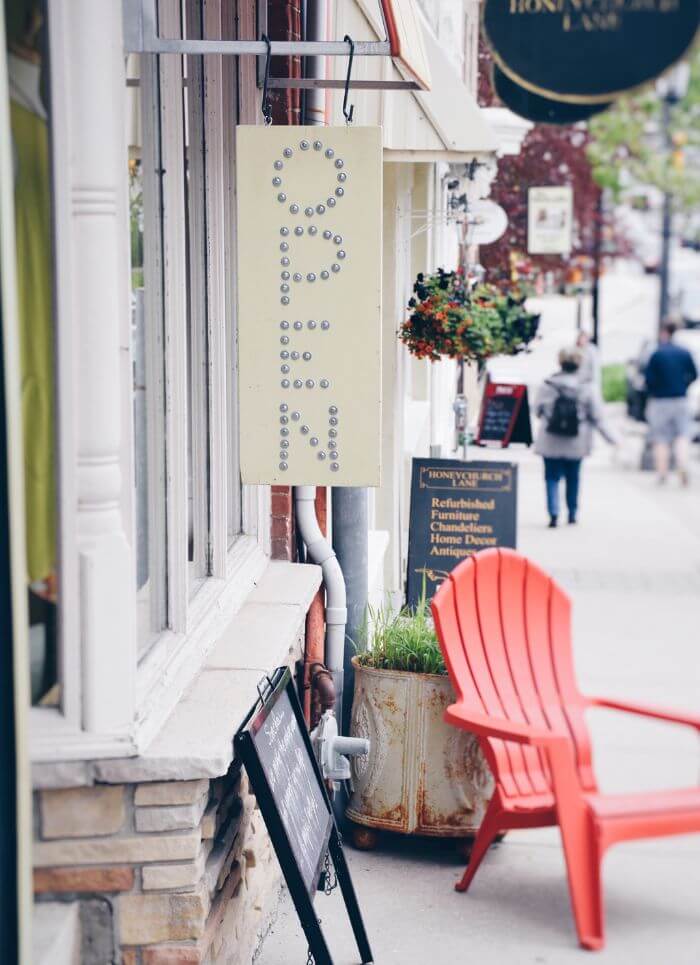 HONEYCHURCH
LANE
OPEN
HONEYCHURCH
LANE
Refurbished
Furniture
Chandeliers
Home Decor
Antiques